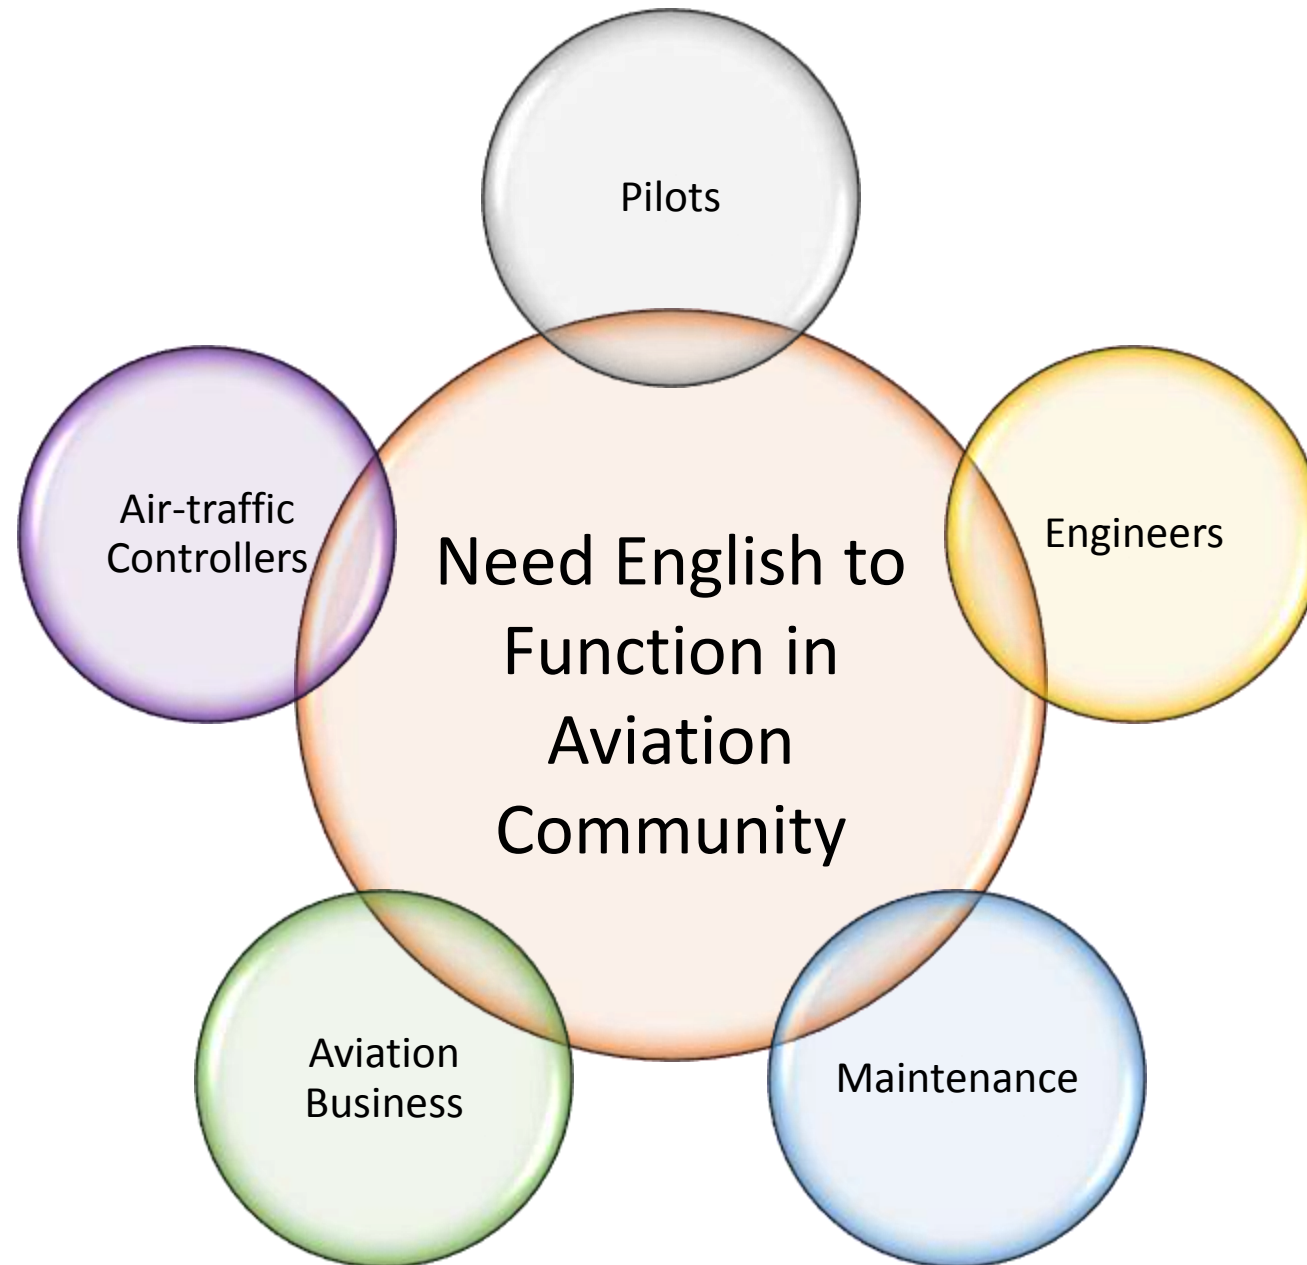 Pilots
Air-traffic
Controllers
Engineers
Need English to
Function in
Aviation
Community
Aviation
Business
Maintenance